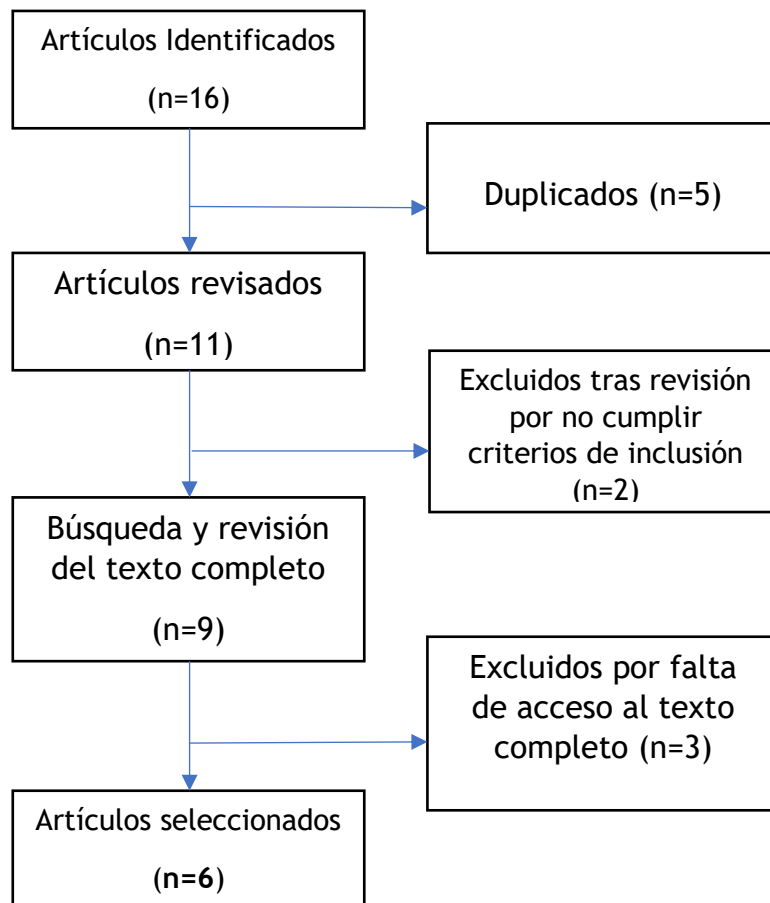 Artículos Identificados
(n=16)
Duplicados (n=5)
Artículos revisados
(n=11)
Excluidos tras revisión
por no cumplir
criterios de inclusión
(n=2)
Búsqueda y revisión
del texto completo
(n=9)
Excluidos por falta
de acceso al texto
completo (n=3)
Artículos seleccionados
(n=6)